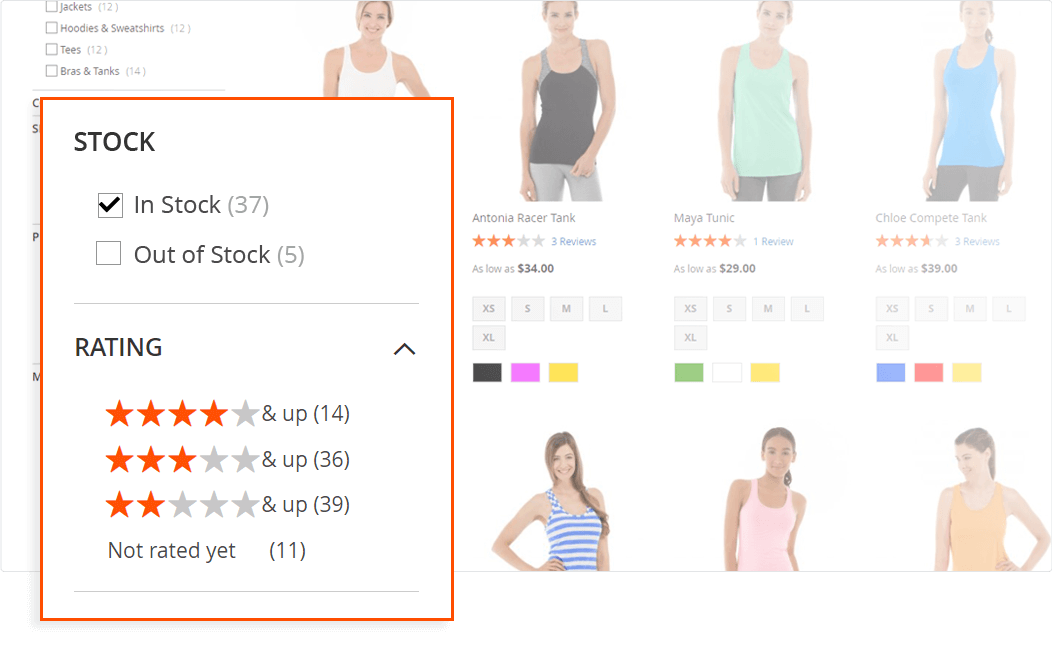 Jackets (12)
Hoodies & Sweatshirts (12)
Tees (12)
Bras & Tanks (14)
STOCK
In Stock (37)
Out of Stock (5)
RATING
& up (14)
& up (36)
& up (39)
Not rated yet (11)
Antonia Racer Tank
3 Reviews
As low as $34.00
XS S M L
XL
Maya Tunic
1 Review
As low as $29.00
XS S M L
XL
Chloe Compete Tank
3 Reviews
As low as $39.00
XS S M L
XL